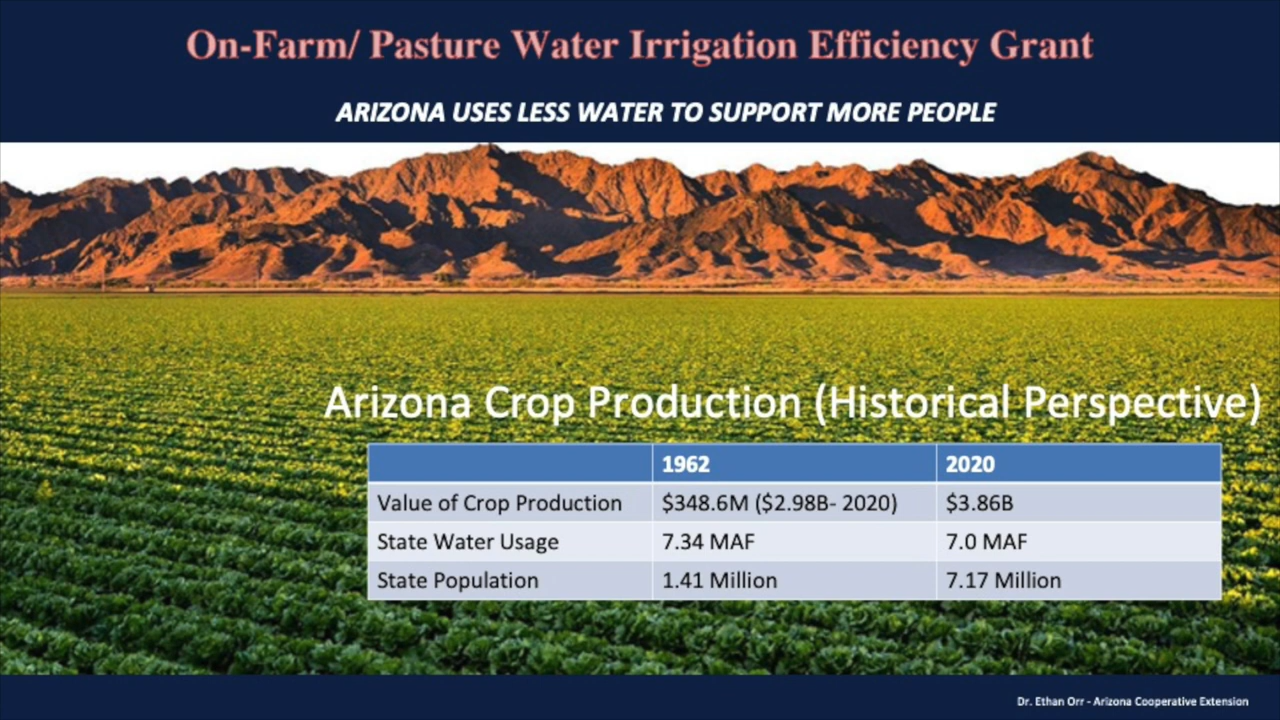 On-Farm/ Pasture Water Irrigation Efficiency Grant
ARIZONA USES LESS WATER TO SUPPORT MORE PEOPLE
Arizona Crop Production (Historical Perspective)
1962 2020
Value of Crop Production $348.6M ($2.98B- 2020) $3.86B
State Water Usage 7.34 MAF 7.0 MAF
State Population 1.41 Million 7.17 Million
Dr. Ethan Orr - Arizona Cooperative Extension